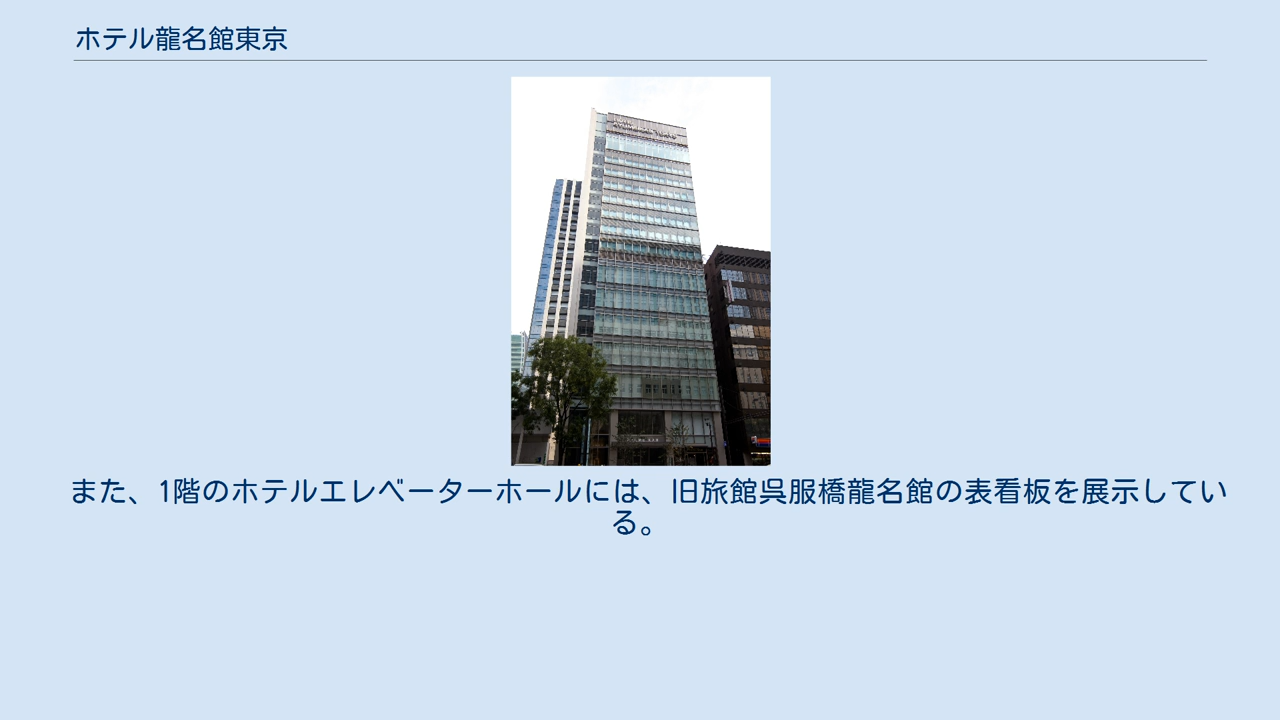 ホテル龍名館東京
また、1階のホテルエレベーターホールには、旧旅館呉服橋龍名館の表看板を展示してい
る。